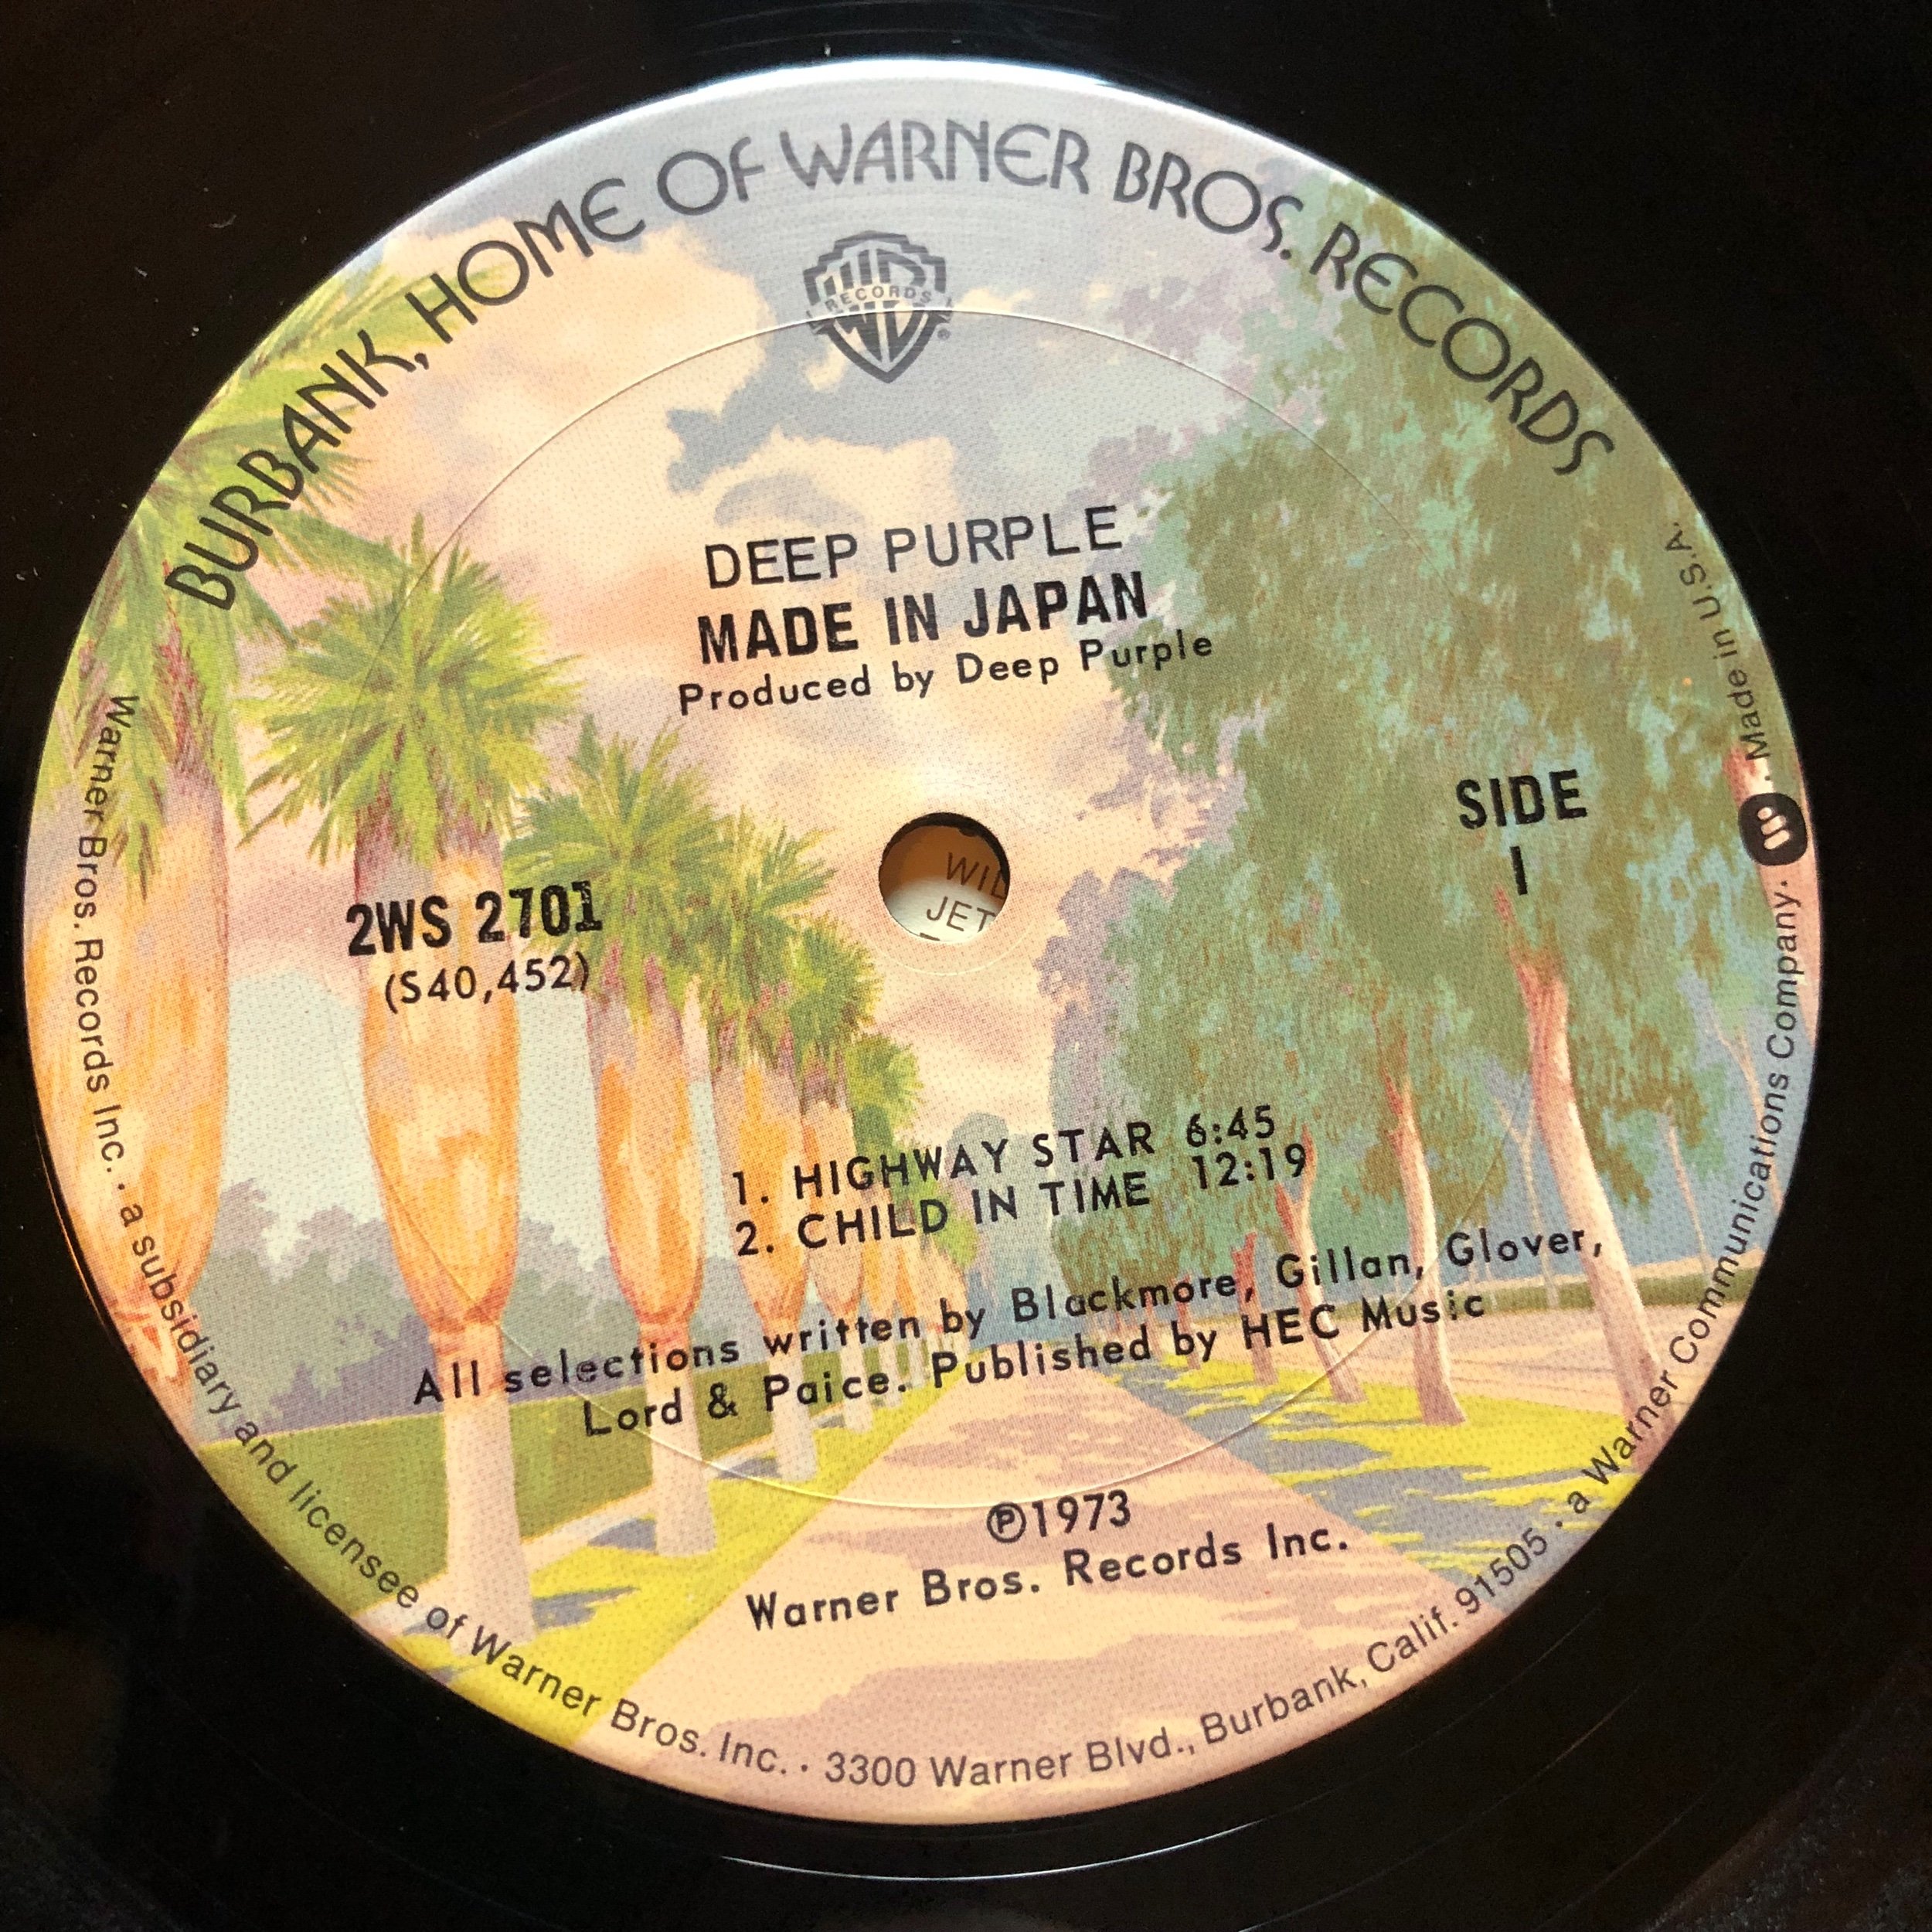 BURBANK, HOME OF WARNER BROS. RECORDS
RECORDS
®
DEEP PURPLE
MADE IN JAPAN
Produced by Deep Purple
2WS 2701
(S40,452)
SIDE
1
WIL
JET
1. HIGHWAY STAR 6:45
2. CHILD IN TIME 12:19
All selections written by Blackmore, Gillan, Glover,
Lord & Paice. Published by HEC Music
℗1973
Warner Bros. Records Inc.
Warner Bros. Records Inc. · a subsidiary and licensee of Warner Bros. Inc. · 3300 Warner Blvd., Burbank, Calif. 91505 · a Warner Communications Company. · Made in U.S.A.